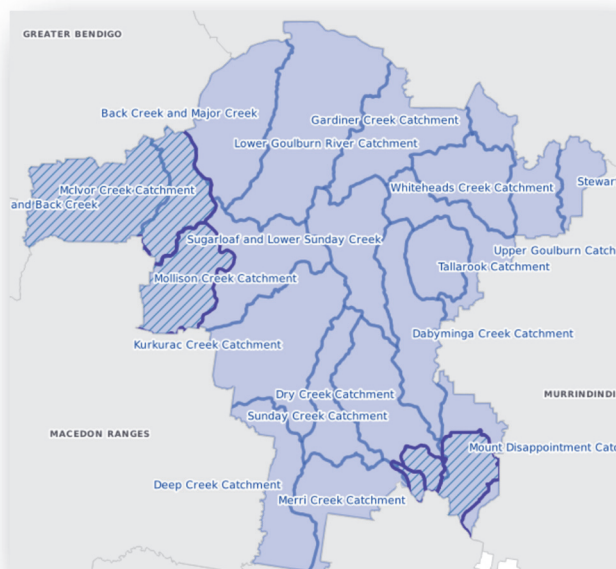 GREATER BENDIGO
Back Creek and Major Creek
Gardiner Creek Catchment
Lower Goulburn River Catchment
McIvor Creek Catchment
Whiteheads Creek Catchment
Stewar
and Back Creek
Sugarloaf and Lower Sunday Creek
Upper Goulburn Catch
Tallarook Catchment
Mollison Creek Catchment
Dabyminga Creek Catchment
Kurkurac Creek Catchment
Dry Creek Catchment
MURRINDINDI
Sunday Creek Catchment
MACEDON RANGES
Mount Disappointment Catc
Deep Creek Catchment
Merri Creek Catchment